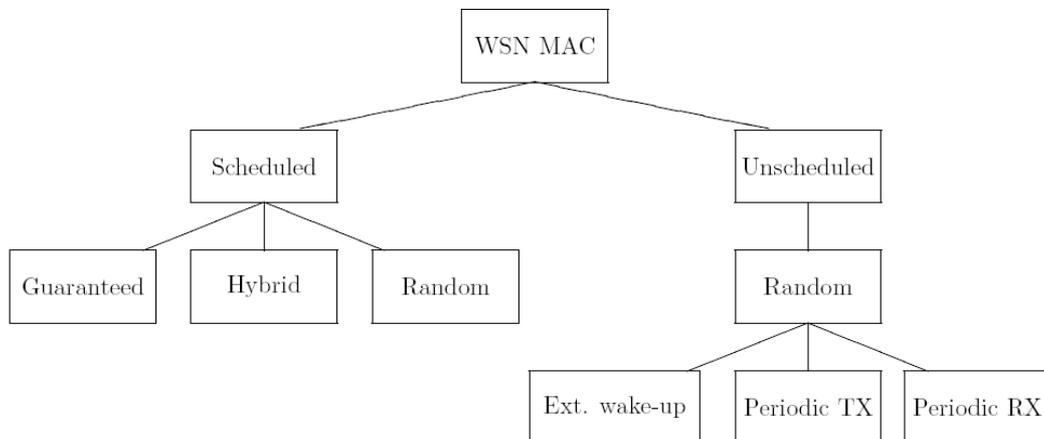 WSN MAC
Scheduled
Unscheduled
Guaranteed
Hybrid
Random
Random
Ext. wake-up
Periodic TX
Periodic RX